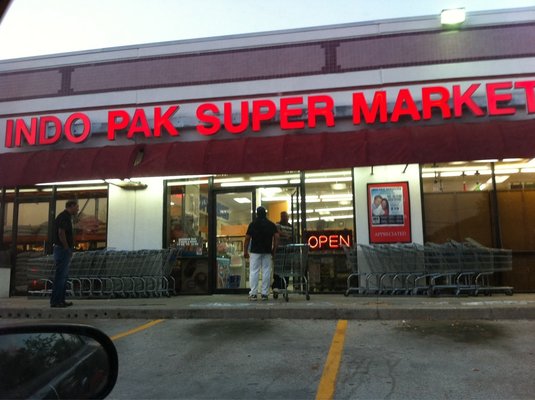 INDO PAK SUPER MARKET
OPEN
APPRECIATED